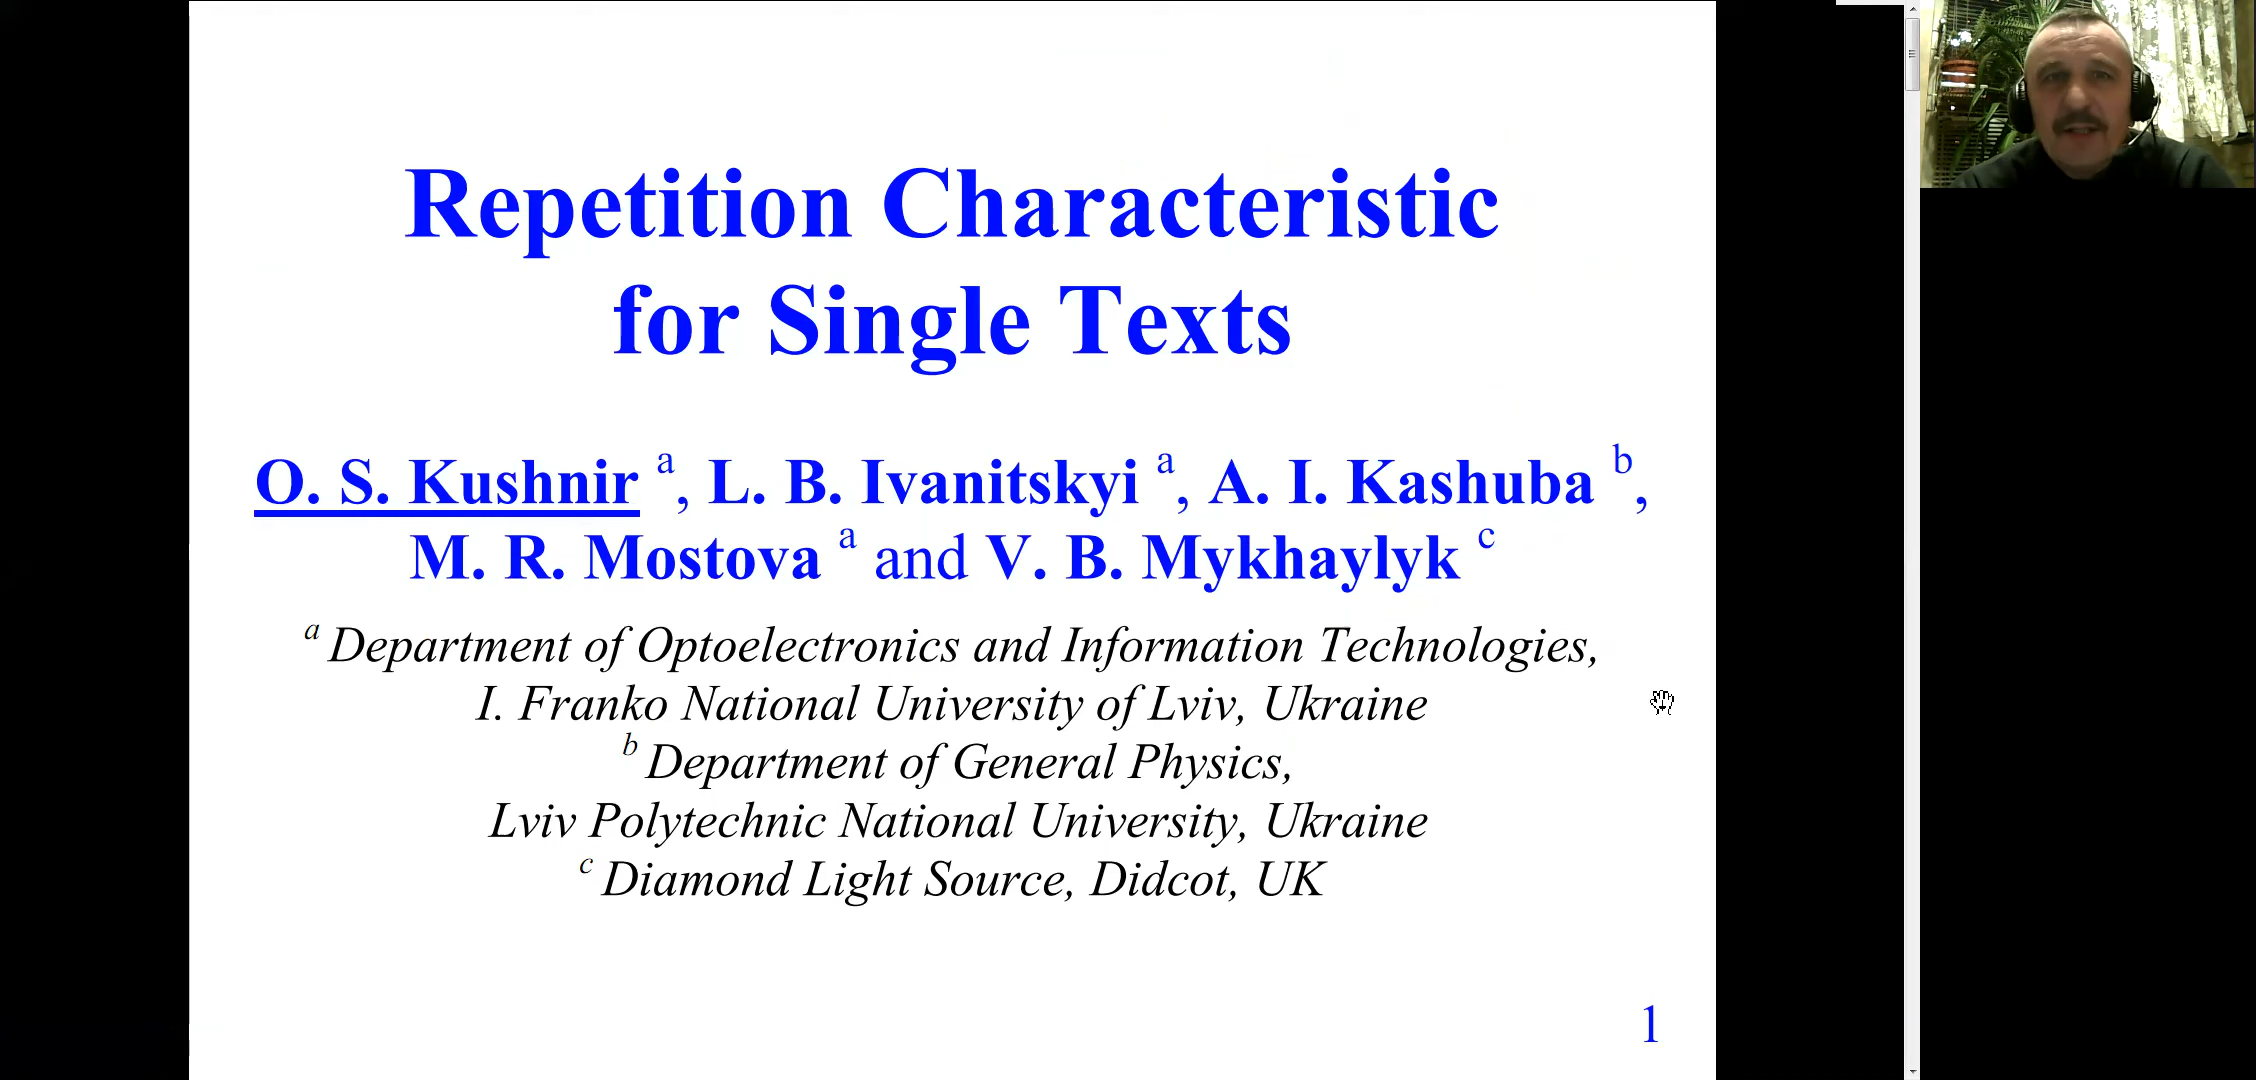 Repetition Characteristic
for Single Texts
O. S. Kushnir a, L. B. Ivanitskyi a, A. I. Kashuba b,
M. R. Mostova a and V. B. Mykhaylyk c
a Department of Optoelectronics and Information Technologies,
I. Franko National University of Lviv, Ukraine
b Department of General Physics,
Lviv Polytechnic National University, Ukraine
c Diamond Light Source, Didcot, UK
1